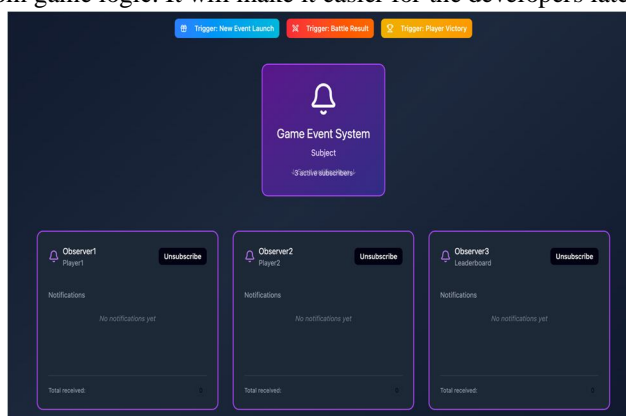 om game logic. It will make it easier for the developers late
Trigger: New Event Launch
Trigger: Battle Result
Trigger: Player Victory
Game Event System
Subject
3 active subscribers
Observer1
Player1
Unsubscribe
Notifications
No notifications yet
Total received:
0
Observer2
Player2
Unsubscribe
Notifications
No notifications yet
Total received:
0
Observer3
Leaderboard
Unsubscribe
Notifications
No notifications yet
Total received:
0